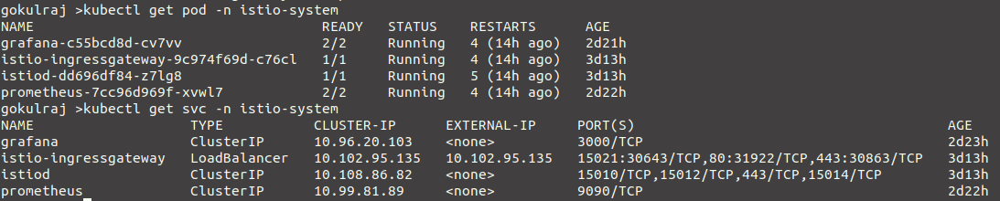 gokulraj >kubectl get pod -n istio-system
NAME READY STATUS RESTARTS AGE
grafana-c55bcd8d-cv7vv 2/2 Running 4 (14h ago) 2d21h
istio-ingressgateway-9c974f69d-c76cl 1/1 Running 4 (14h ago) 3d13h
istiod-dd696df84-z7lg8 1/1 Running 5 (14h ago) 3d13h
prometheus-7cc96d969f-xvwl7 2/2 Running 4 (14h ago) 2d22h
gokulraj >kubectl get svc -n istio-system
NAME TYPE CLUSTER-IP EXTERNAL-IP PORT(S) AGE
grafana ClusterIP 10.96.20.103 <none> 3000/TCP 2d23h
istio-ingressgateway LoadBalancer 10.102.95.135 10.102.95.135 15021:30643/TCP,80:31922/TCP,443:30863/TCP 3d13h
istiod ClusterIP 10.108.86.82 <none> 15010/TCP,15012/TCP,443/TCP,15014/TCP 3d13h
prometheus ClusterIP 10.99.81.89 <none> 9090/TCP 2d22h